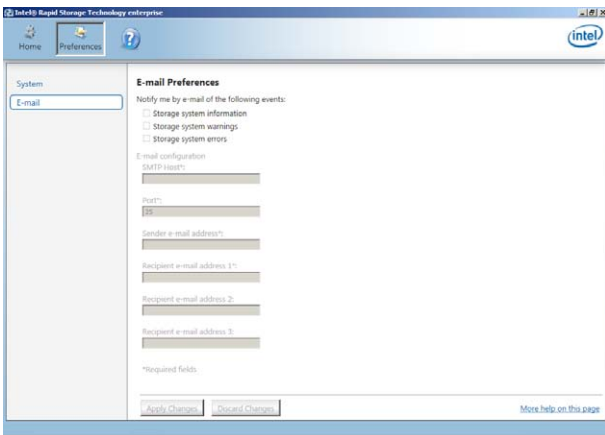 Intel® Rapid Storage Technology enterprise
Home
Preferences
?
intel
System
E-mail
E-mail Preferences
Notify me by e-mail of the following events:
Storage system information
Storage system warnings
Storage system errors
E-mail configuration
SMTP Host*:
Port*:
25
Sender e-mail address*:
Recipient e-mail address 1*:
Recipient e-mail address 2:
Recipient e-mail address 3:
*Required fields
Apply Changes
Discard Changes
More help on this page